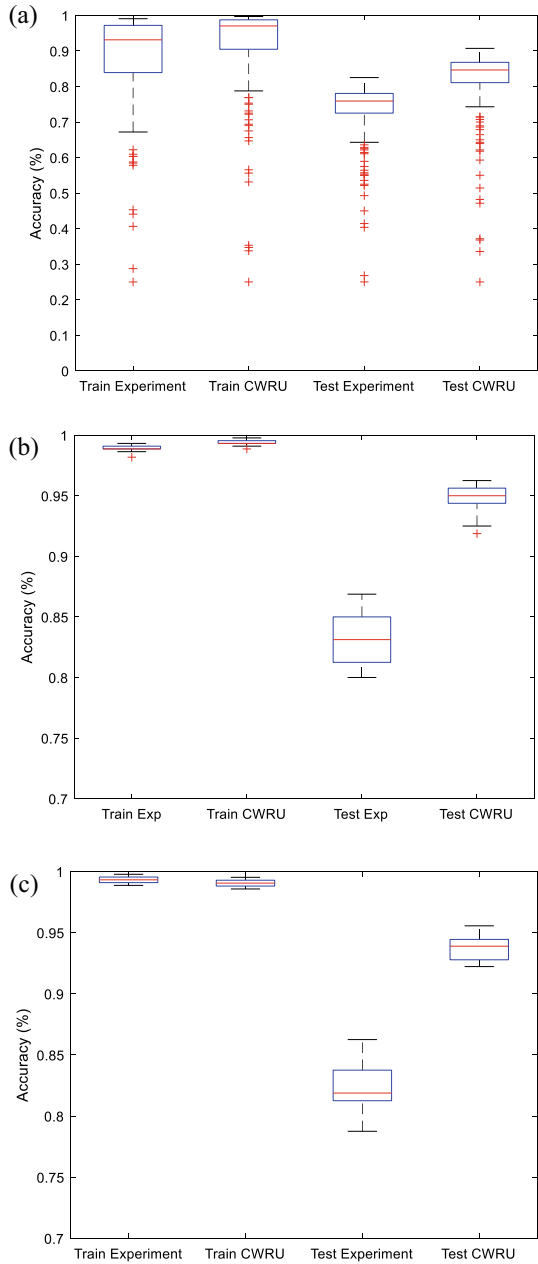 (a)
Accuracy (%)
1
0.9
0.8
0.7
0.6
0.5
0.4
0.3
0.2
0.1
0
Train Experiment Train CWRU Test Experiment Test CWRU
(b)
Accuracy (%)
1
0.95
0.9
0.85
0.8
0.75
0.7
Train Exp Train CWRU Test Exp Test CWRU
(c)
Accuracy (%)
1
0.95
0.9
0.85
0.8
0.75
0.7
Train Experiment Train CWRU Test Experiment Test CWRU